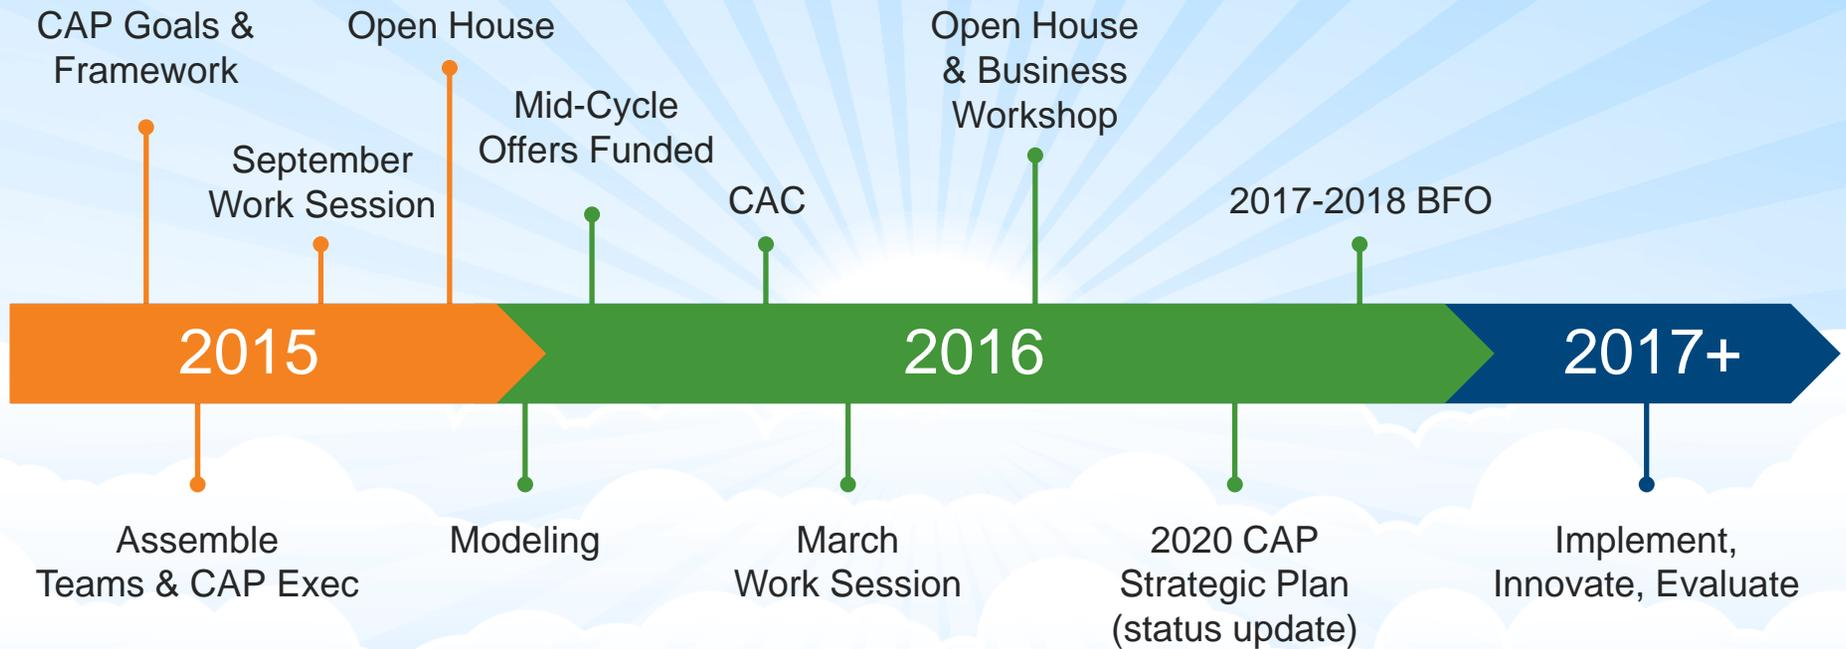 CAP Goals &
Framework
Open House
Mid-Cycle
Offers Funded
September
Work Session
CAC
Open House
& Business
Workshop
2017-2018 BFO
2015
2016
2017+
Assemble
Teams & CAP Exec
Modeling
March
Work Session
2020 CAP
Strategic Plan
(status update)
Implement,
Innovate, Evaluate